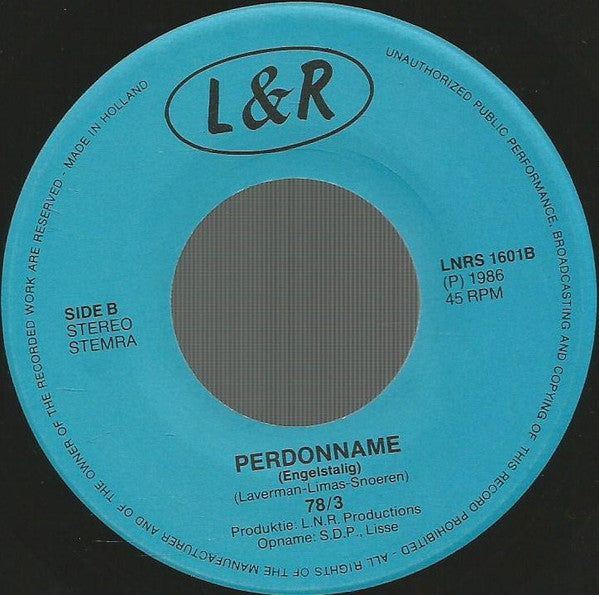 L&R
SIDE B
STEREO
STEMRA
LNRS 1601B
(P) 1986
45 RPM
PERDONNAME
(Engelstalig)
(Laverman-Limas-Snoeren)
78/3
Produktie: L.N.R. Productions
Opname: S.D.P., Lisse
UNAUTHORIZED PUBLIC PERFORMANCE, BROADCASTING AND COPYING OF THIS RECORD PROHIBITED - ALL RIGHTS OF THE MANUFACTURER AND OF THE OWNER OF THE RECORDED WORK ARE RESERVED - MADE IN HOLLAND